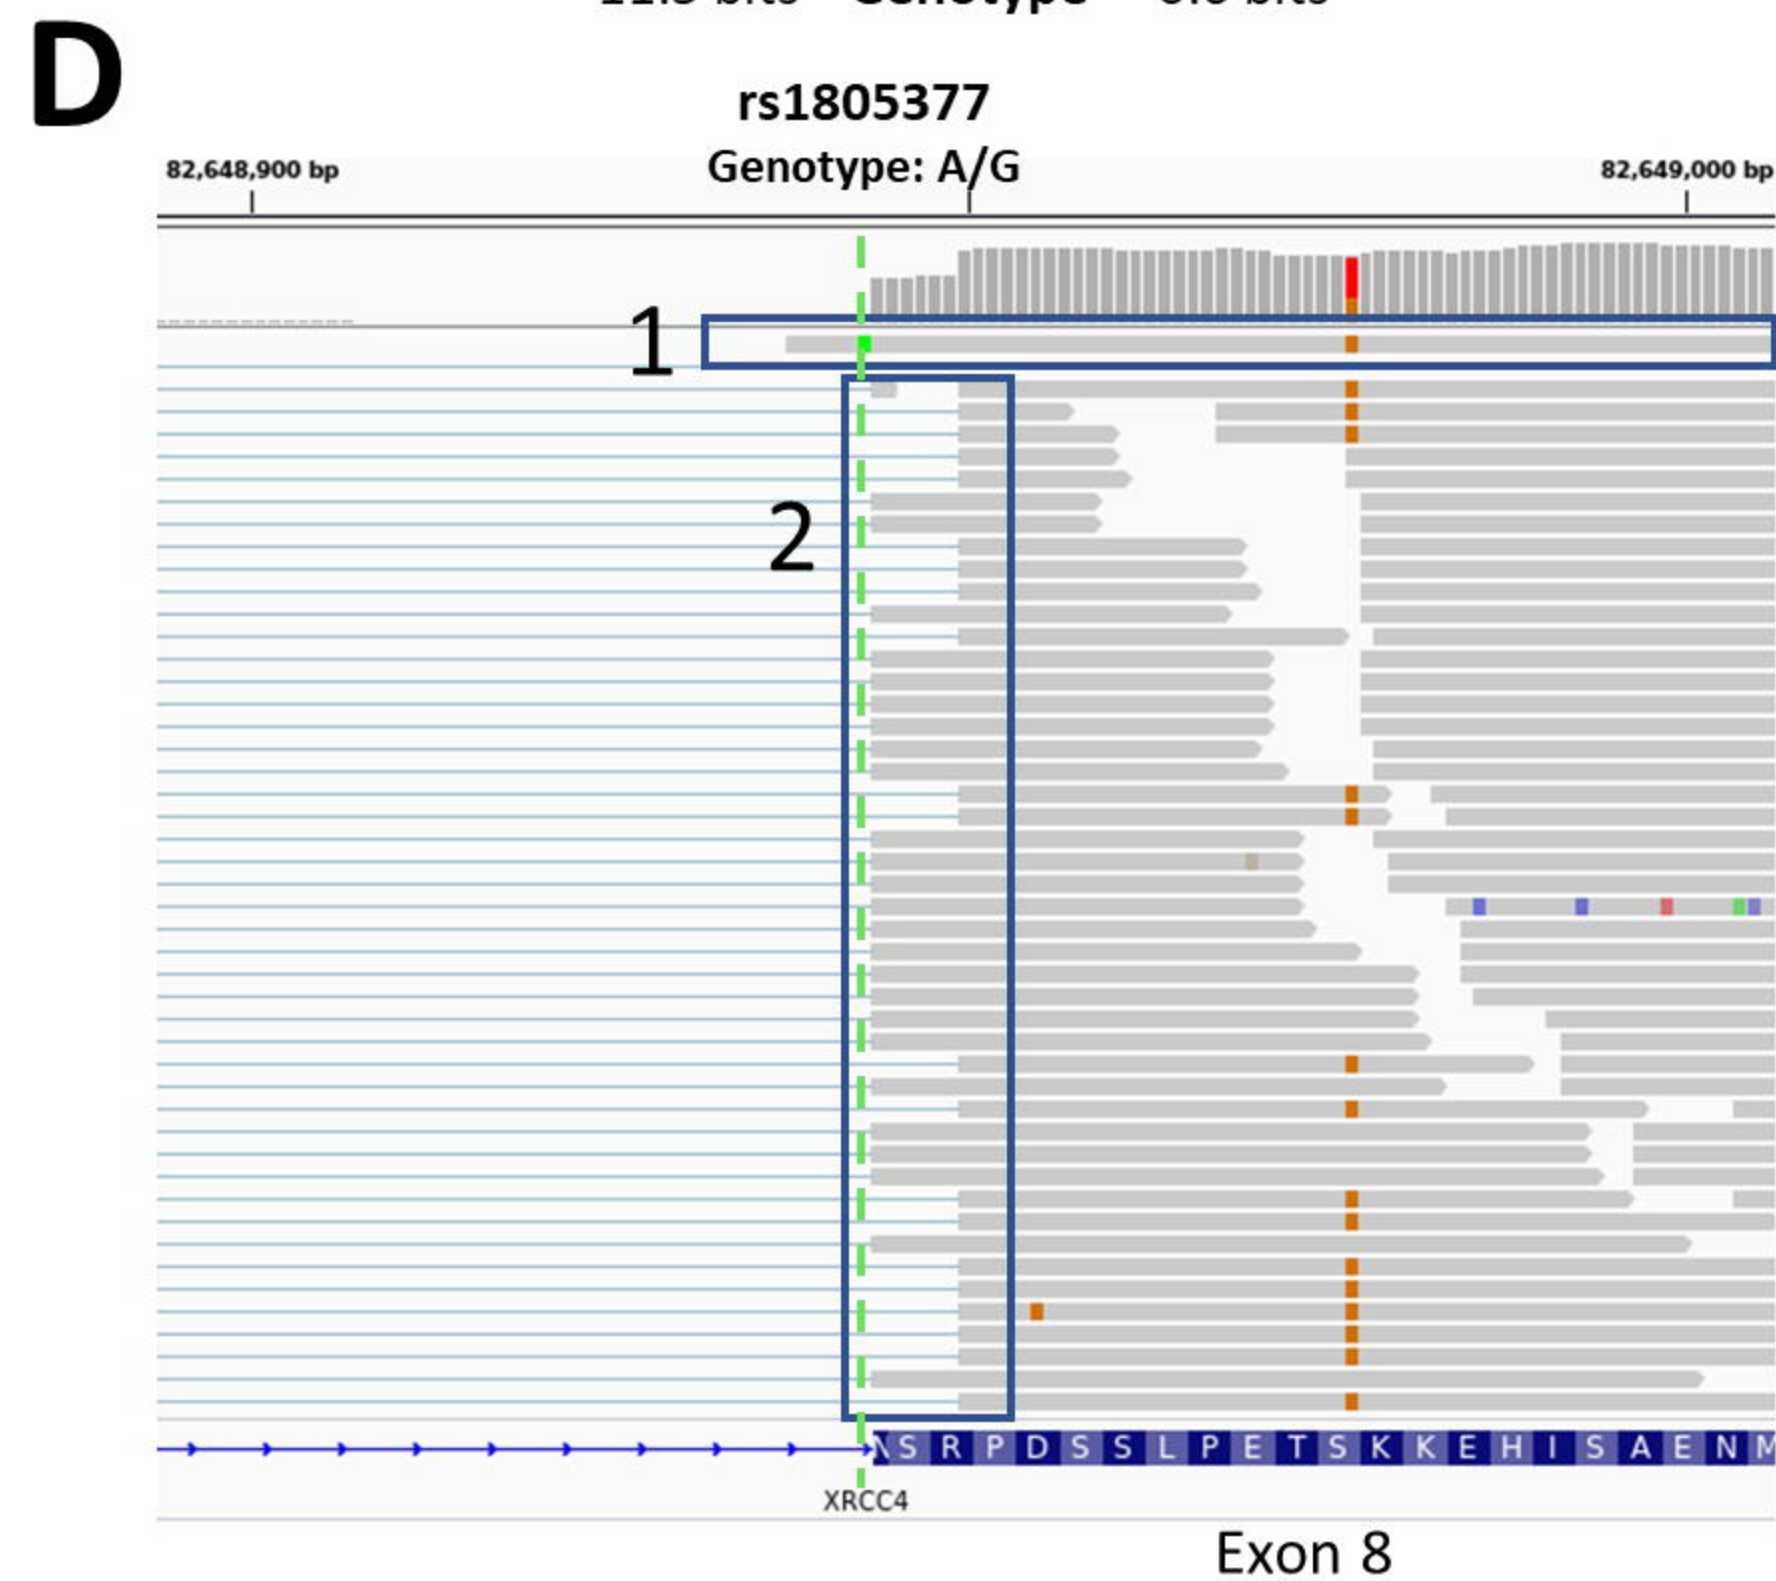 D
rs1805377
Genotype: A/G
82,648,900 bp
82,649,000 bp
1
2
S R P D S S L P E T S K K E H I S A E N M
XRCC4
Exon 8